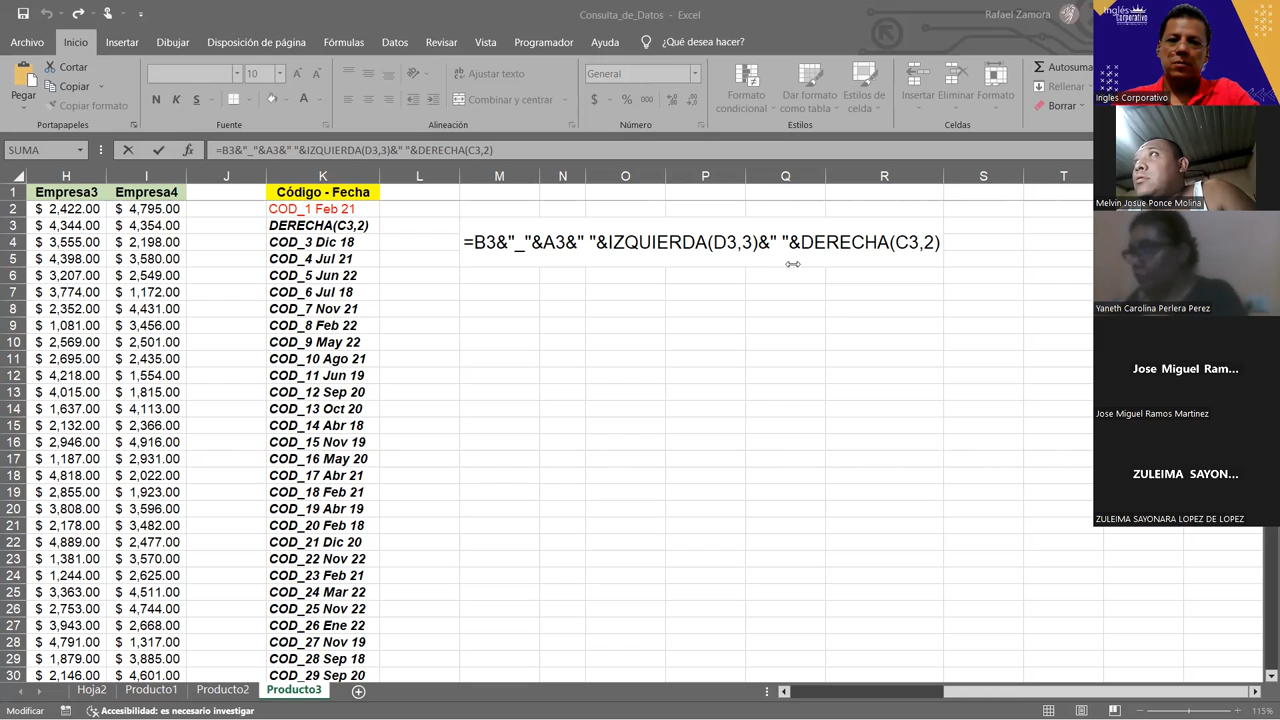 Consulta_de_Datos - Excel
Rafael Zamora
Archivo Inicio Insertar Dibujar Disposición de página Fórmulas Datos Revisar Vista Programador Ayuda ¿Qué desea hacer?
Pegar
Cortar
Copiar
Copiar formato
Portapapeles
10
N K S
Fuente
Ajustar texto
Combinar y centrar
Alineación
General
$ % 000
Número
Formato condicional
Dar formato como tabla
Estilos de celda
Estilos
Insertar Eliminar Formato
Celdas
Autosuma
Rellenar
Borrar
SUMA
fx
=B3&"_"&A3&" "&IZQUIERDA(D3,3)&" "&DERECHA(C3,2)
H I J K L M N O P Q R S T
1 Empresa3 Empresa4 Código - Fecha
2 $ 2,422.00 $ 4,795.00 COD_1 Feb 21
3 $ 4,344.00 $ 4,354.00 DERECHA(C3,2)
4 $ 3,555.00 $ 2,198.00 COD_3 Dic 18 =B3&"_"&A3&" "&IZQUIERDA(D3,3)&" "&DERECHA(C3,2)
5 $ 4,398.00 $ 3,580.00 COD_4 Jul 21
6 $ 3,207.00 $ 2,549.00 COD_5 Jun 22
7 $ 3,774.00 $ 1,172.00 COD_6 Jul 18
8 $ 2,352.00 $ 4,431.00 COD_7 Nov 21
9 $ 1,081.00 $ 3,456.00 COD_8 Feb 22
10 $ 2,569.00 $ 2,501.00 COD_9 May 22
11 $ 2,695.00 $ 2,435.00 COD_10 Ago 21
12 $ 4,218.00 $ 1,554.00 COD_11 Jun 19
13 $ 4,015.00 $ 1,815.00 COD_12 Sep 20
14 $ 1,637.00 $ 4,113.00 COD_13 Oct 20
15 $ 2,132.00 $ 2,366.00 COD_14 Abr 18
16 $ 2,946.00 $ 4,916.00 COD_15 Nov 19
17 $ 1,187.00 $ 2,931.00 COD_16 May 20
18 $ 4,818.00 $ 2,022.00 COD_17 Abr 21
19 $ 2,855.00 $ 1,923.00 COD_18 Feb 21
20 $ 3,808.00 $ 3,596.00 COD_19 Abr 19
21 $ 2,178.00 $ 3,482.00 COD_20 Feb 18
22 $ 4,889.00 $ 2,477.00 COD_21 Dic 20
23 $ 1,381.00 $ 3,570.00 COD_22 Nov 22
24 $ 1,244.00 $ 2,625.00 COD_23 Feb 21
25 $ 3,363.00 $ 4,511.00 COD_24 Mar 22
26 $ 2,753.00 $ 4,744.00 COD_25 Nov 22
27 $ 3,943.00 $ 2,668.00 COD_26 Ene 22
28 $ 4,791.00 $ 1,317.00 COD_27 Nov 19
29 $ 1,879.00 $ 3,885.00 COD_28 Sep 18
30 $ 2,146.00 $ 4,601.00 COD_29 Sep 20
Hoja2 Producto1 Producto2 Producto3
Modificar
Accesibilidad: es necesario investigar
115%
Inglés Corporativo
Ingles Corporativo
Melvin Josue Ponce Molina
Yaneth Carolina Perlera Perez
Jose Miguel Ram...
Jose Miguel Ramos Martinez
ZULEIMA SAYON...
ZULEIMA SAYONARA LOPEZ DE LOPEZ